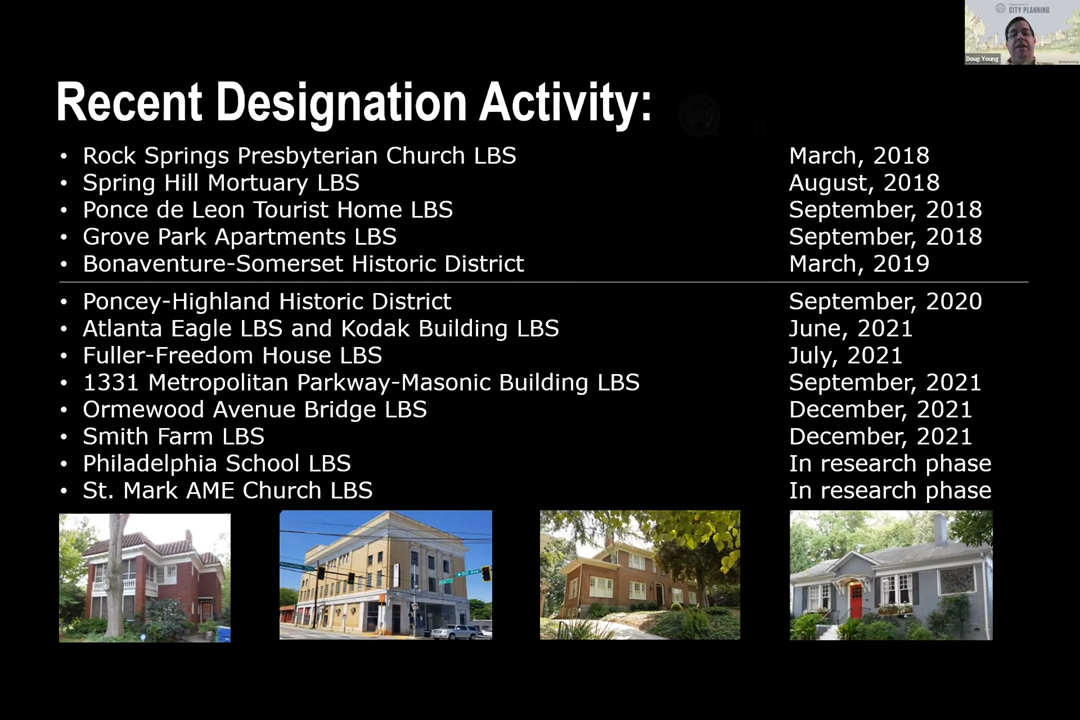 CITY PLANNING
Doug Young
Recent Designation Activity:
• Rock Springs Presbyterian Church LBS March, 2018
• Spring Hill Mortuary LBS August, 2018
• Ponce de Leon Tourist Home LBS September, 2018
• Grove Park Apartments LBS September, 2018
• Bonaventure-Somerset Historic District March, 2019
• Poncey-Highland Historic District September, 2020
• Atlanta Eagle LBS and Kodak Building LBS June, 2021
• Fuller-Freedom House LBS July, 2021
• 1331 Metropolitan Parkway-Masonic Building LBS September, 2021
• Ormewood Avenue Bridge LBS December, 2021
• Smith Farm LBS December, 2021
• Philadelphia School LBS In research phase
• St. Mark AME Church LBS In research phase